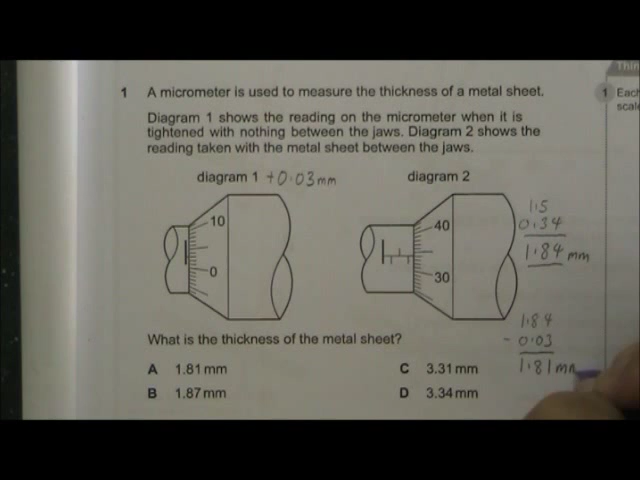 Thin
1 A micrometer is used to measure the thickness of a metal sheet.
1 Each
scale
Diagram 1 shows the reading on the micrometer when it is
tightened with nothing between the jaws. Diagram 2 shows the
reading taken with the metal sheet between the jaws.
diagram 1 +0.03mm
diagram 2
10
0
40
30
1.5
0.34
1.84 mm
What is the thickness of the metal sheet?
1.84
- 0.03
1.81mm
A 1.81 mm
C 3.31 mm
B 1.87 mm
D 3.34 mm